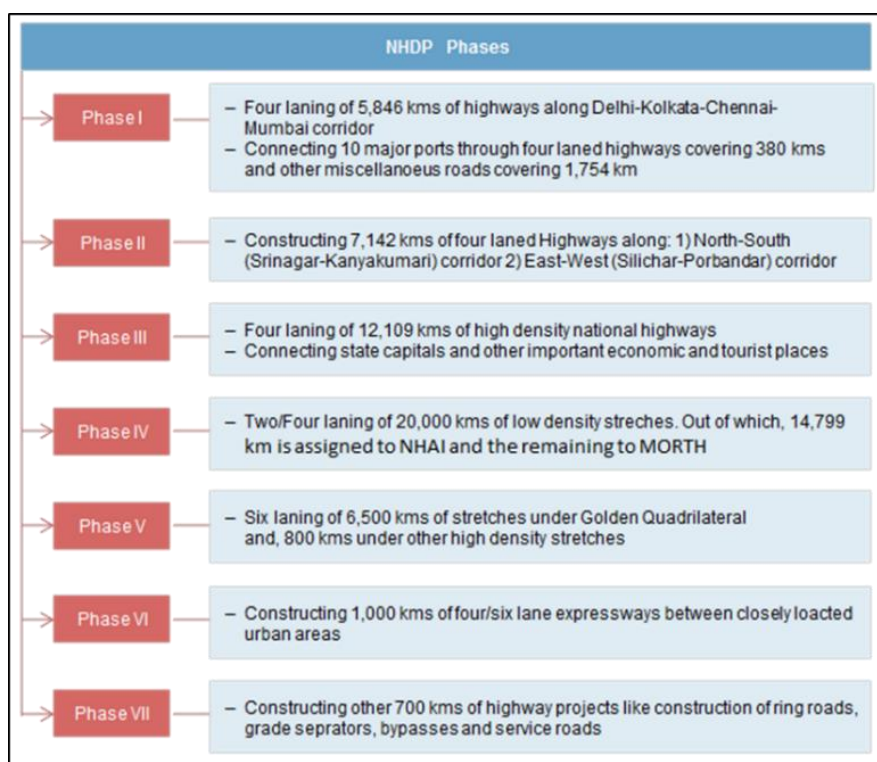 NHDP Phases
Phase I
– Four laning of 5,846 kms of highways along Delhi-Kolkata-Chennai-
Mumbai corridor
– Connecting 10 major ports through four laned highways covering 380 kms
and other miscellanoeus roads covering 1,754 km
Phase II
– Constructing 7,142 kms of four laned Highways along: 1) North-South
(Srinagar-Kanyakumari) corridor 2) East-West (Silichar-Porbandar) corridor
Phase III
– Four laning of 12,109 kms of high density national highways
– Connecting state capitals and other important economic and tourist places
Phase IV
– Two/Four laning of 20,000 kms of low density streches. Out of which, 14,799
km is assigned to NHAI and the remaining to MORTH
Phase V
– Six laning of 6,500 kms of stretches under Golden Quadrilateral
and, 800 kms under other high density stretches
Phase VI
– Constructing 1,000 kms of four/six lane expressways between closely loacted
urban areas
Phase VII
– Constructing other 700 kms of highway projects like construction of ring roads,
grade seprators, bypasses and service roads